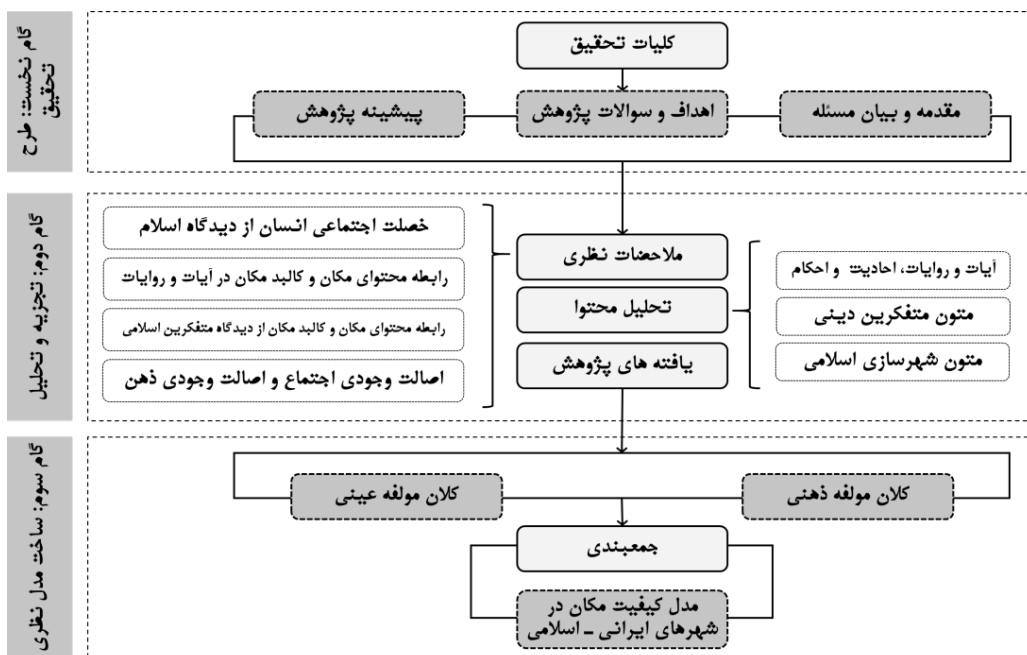 گام نخست: طرح
تحقیق
کلیات تحقیق
مقدمه و بیان مسئله
اهداف و سوالات پژوهش
پیشینه پژوهش
گام دوم: تجزیه و تحلیل
آیات و روایات، احادیث و احکام
متون متفکرین دینی
متون شهرسازی اسلامی
ملاحضات نظری
تحلیل محتوا
یافته های پژوهش
خصلت اجتماعی انسان از دیدگاه اسلام
رابطه محتوای مکان و کالبد مکان در آیات و روایات
رابطه محتوای مکان و کالبد مکان از دیدگاه متفکرین اسلامی
اصالت وجودی اجتماع و اصالت وجودی ذهن
گام سوم: ساخت مدل نظری
کلان مولفه ذهنی
کلان مولفه عینی
جمعبندی
مدل کیفیت مکان در
شهرهای ایرانی ـ اسلامی